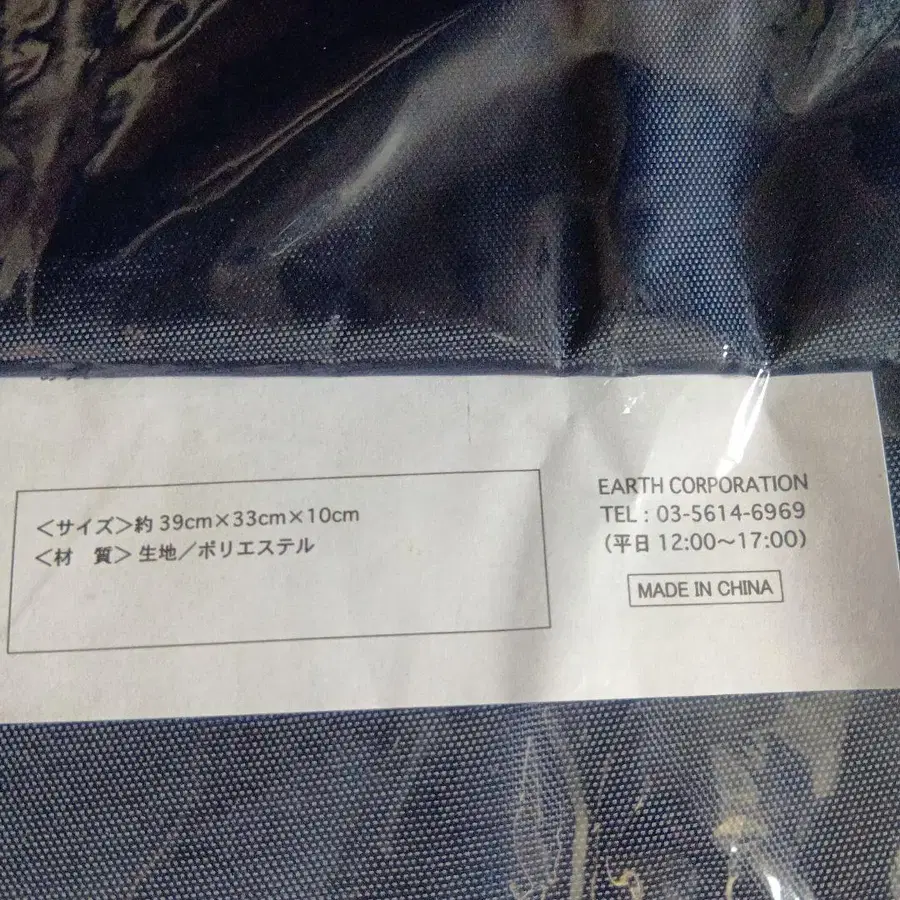 <サイズ>約 39cm×33cm×10cm
<材　質>生地／ポリエステル
EARTH CORPORATION
TEL : 03-5614-6969
(平日 12:00～17:00)
MADE IN CHINA